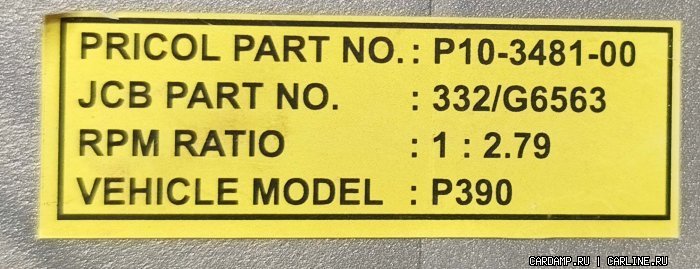 PRICOL PART NO. : P10-3481-00
JCB PART NO. : 332/G6563
RPM RATIO : 1 : 2.79
VEHICLE MODEL : P390
CARDAMP.RU | CARLINE.RU